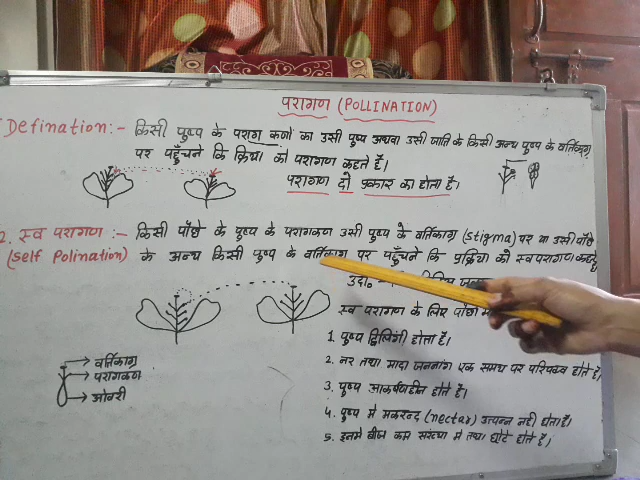 परागण (POLLINATION)
Defination:- किसी पुष्प के पराग कणों का उसी पुष्प अथवा उसी जाति के किसी अन्य पुष्प के वर्तिकाग्र
पर पहुँचने कि क्रिया को परागण कहते हैं।
परागण दो प्रकार का होता है।
2. स्व परागण :- किसी पौधे के पुष्प के परागकण उसी पुष्प के वर्तिकाग्र (stigma) पर या उसी पौधे
(self Polination) के अन्य किसी पुष्प के वर्तिकाग्र पर पहुँचने कि प्रक्रिया को स्वपरागण कहते
उदा० -
स्व परागण के लिए पौधो
1. पुष्प द्विलिंगी होता है।
2. नर तथा मादा जननांग एक समय पर परिपक्व होते हैं,
3. पुष्प आकर्षणहीन होते हैं।
4. पुष्प मे मकरन्द (nectar) उत्पन्न नही होता है।
5. इनमे बीज कम संख्या मे तथा छोटे होते है।
वर्तिकाग्र
परागकण
ओवरी